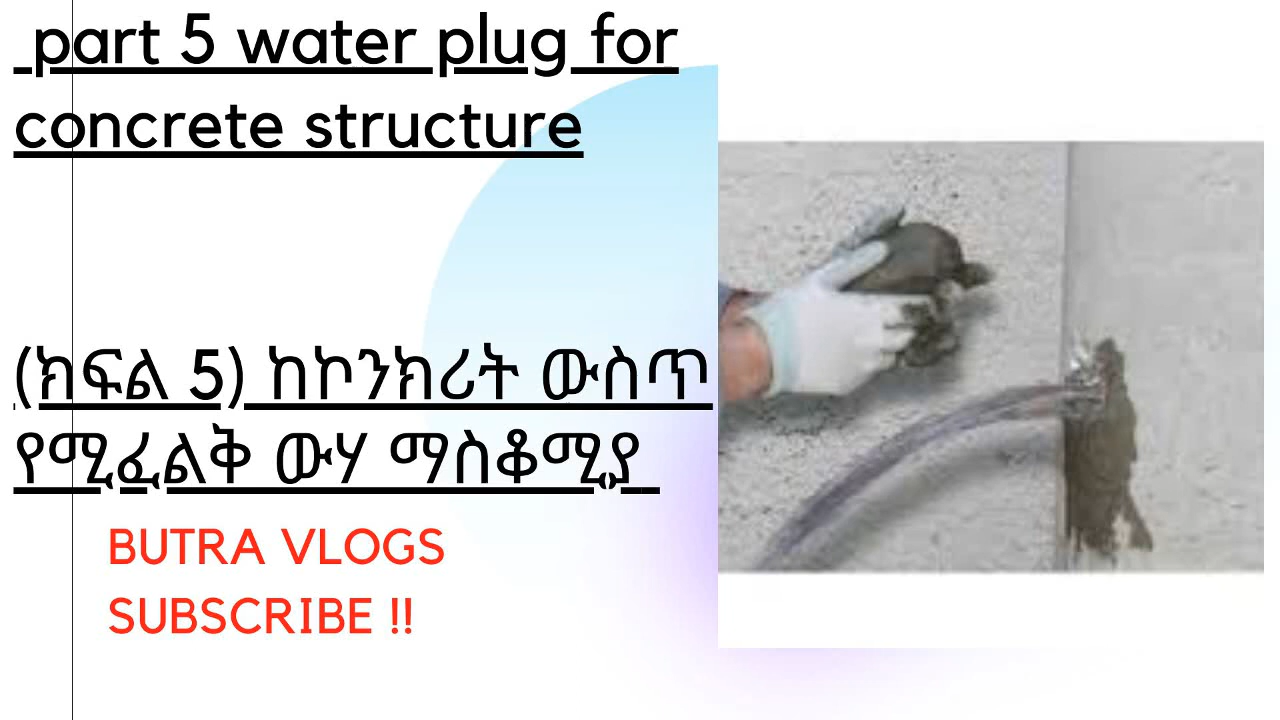 part 5 water plug for
concrete structure
(ክፍል 5) ከኮንክሪት ውስጥ
የሚፈልቅ ውሃ ማስቆሚያ
BUTRA VLOGS
SUBSCRIBE !!